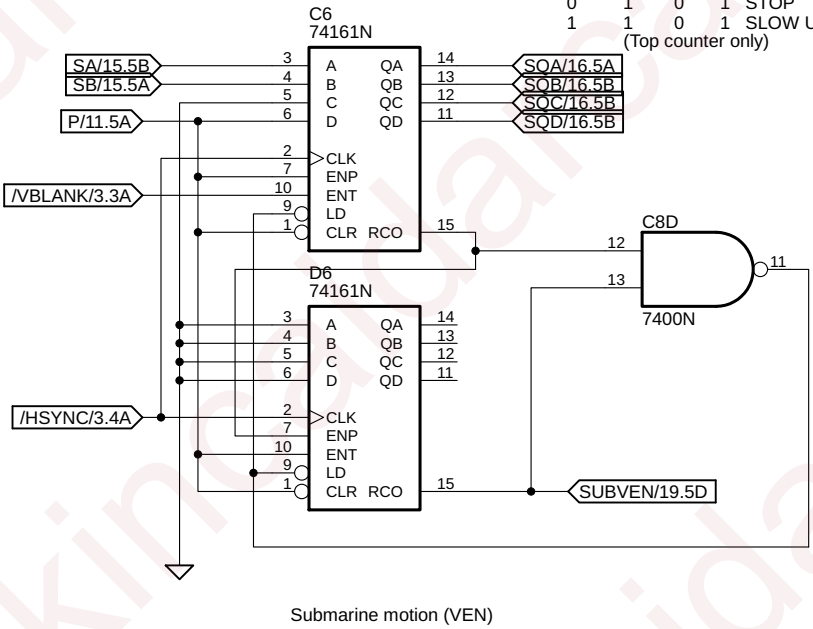 0 1 0 1 STOP
1 1 0 1 SLOW U
(Top counter only)
C6
74161N
SA/15.5B 3 A QA 14 SQA/16.5A
SB/15.5A 4 B QB 13 SQB/16.5B
5 C QC 12 SQC/16.5B
P/11.5A 6 D QD 11 SQD/16.5B
2 CLK
7 ENP
/VBLANK/3.3A 10 ENT
9 LD
1 CLR RCO 15
C8D
12
11
13
7400N
D6
74161N
3 A QA 14
4 B QB 13
5 C QC 12
6 D QD 11
/HSYNC/3.4A 2 CLK
7 ENP
10 ENT
9 LD
1 CLR RCO 15 SUBVEN/19.5D
Submarine motion (VEN)